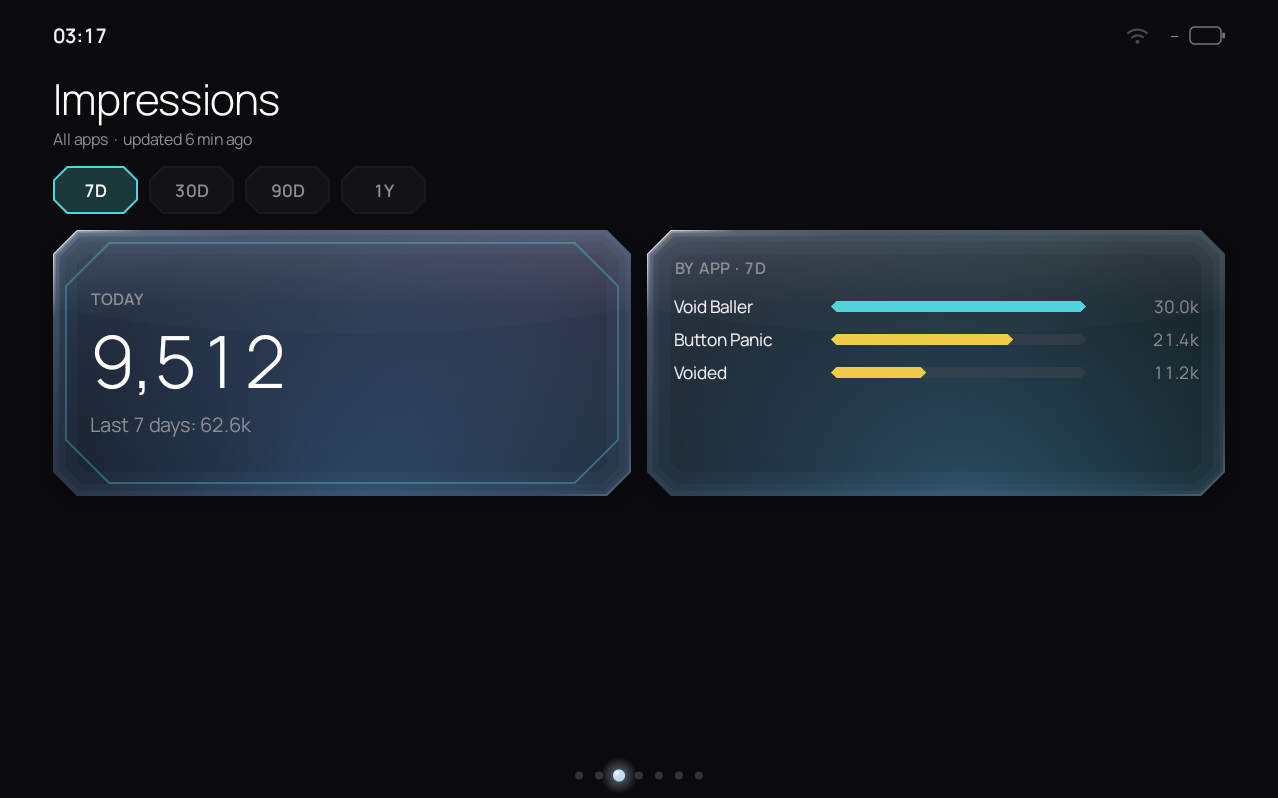 03:17
–
Impressions
All apps · updated 6 min ago
7D 30D 90D 1Y
TODAY
9,512
Last 7 days: 62.6k
BY APP · 7D
Void Baller 30.0k
Button Panic 21.4k
Voided 11.2k